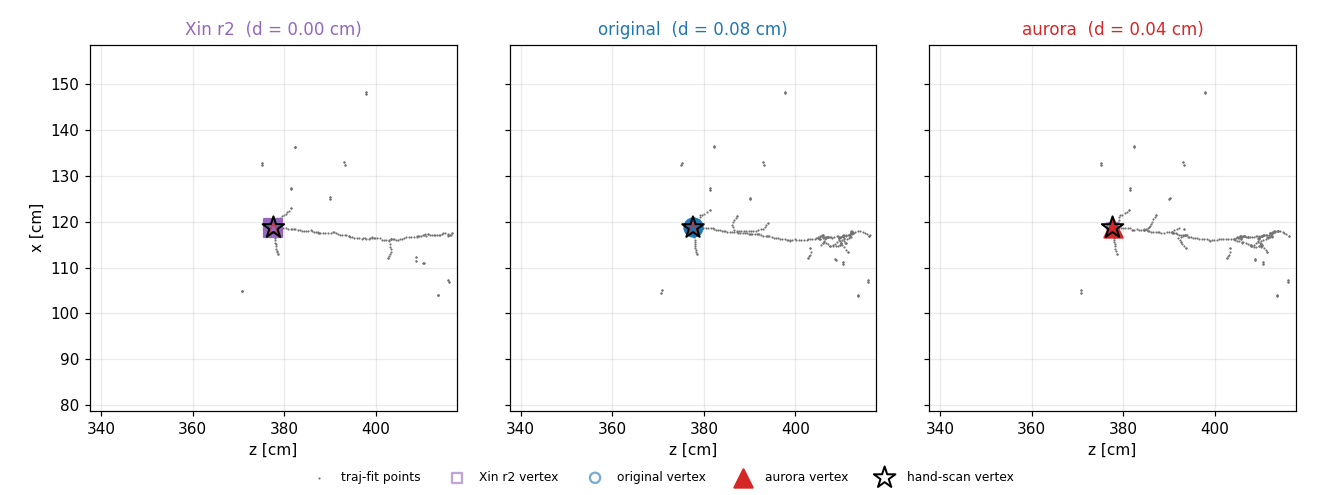 Xin r2  (d = 0.00 cm)
original  (d = 0.08 cm)
aurora  (d = 0.04 cm)
x [cm]
150
140
130
120
110
100
90
80
340 360 380 400
340 360 380 400
340 360 380 400
z [cm]
z [cm]
z [cm]
traj-fit points
Xin r2 vertex
original vertex
aurora vertex
hand-scan vertex